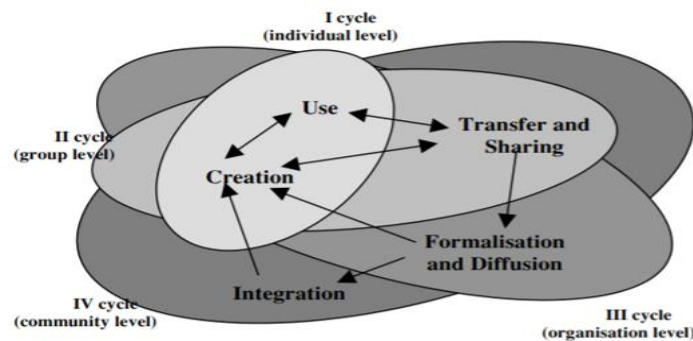 I cycle
(individual level)
Use
Transfer and
Sharing
II cycle
(group level)
Creation
Formalisation
and Diffusion
Integration
IV cycle
(community level)
III cycle
(organisation level)